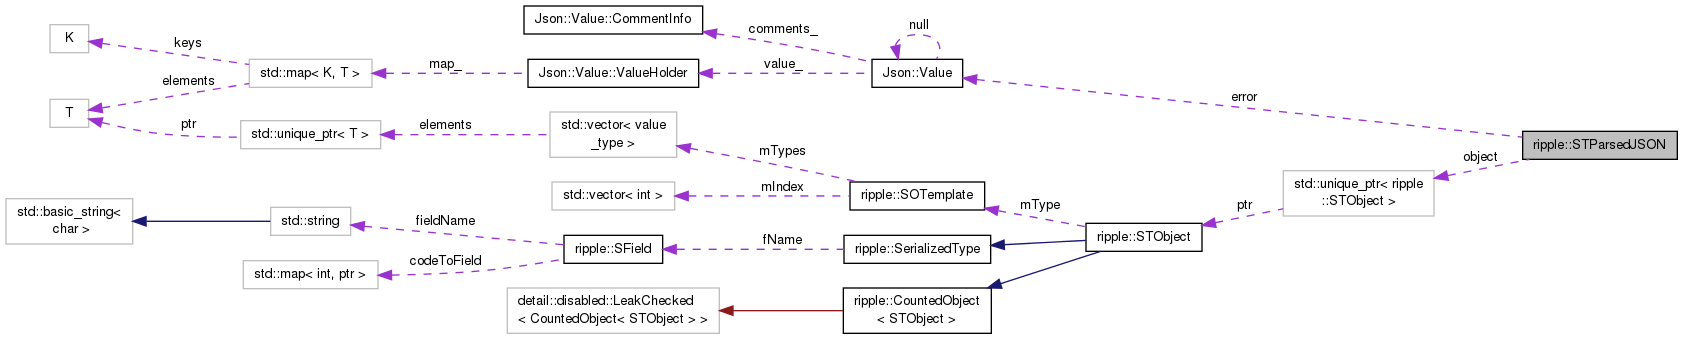 Json::Value::CommentInfo
null
K
keys
comments_
std::map< K, T >
map_
Json::Value::ValueHolder
value_
Json::Value
elements
error
T
ptr
std::unique_ptr< T >
elements
std::vector< value
_type >
mTypes
ripple::STParsedJSON
object
std::vector< int >
mIndex
ripple::SOTemplate
std::unique_ptr< ripple
::STObject >
mType
ptr
std::basic_string<
char >
std::string
fieldName
ripple::STObject
ripple::SField
fName
ripple::SerializedType
codeToField
std::map< int, ptr >
detail::disabled::LeakChecked
< CountedObject< STObject > >
ripple::CountedObject
< STObject >